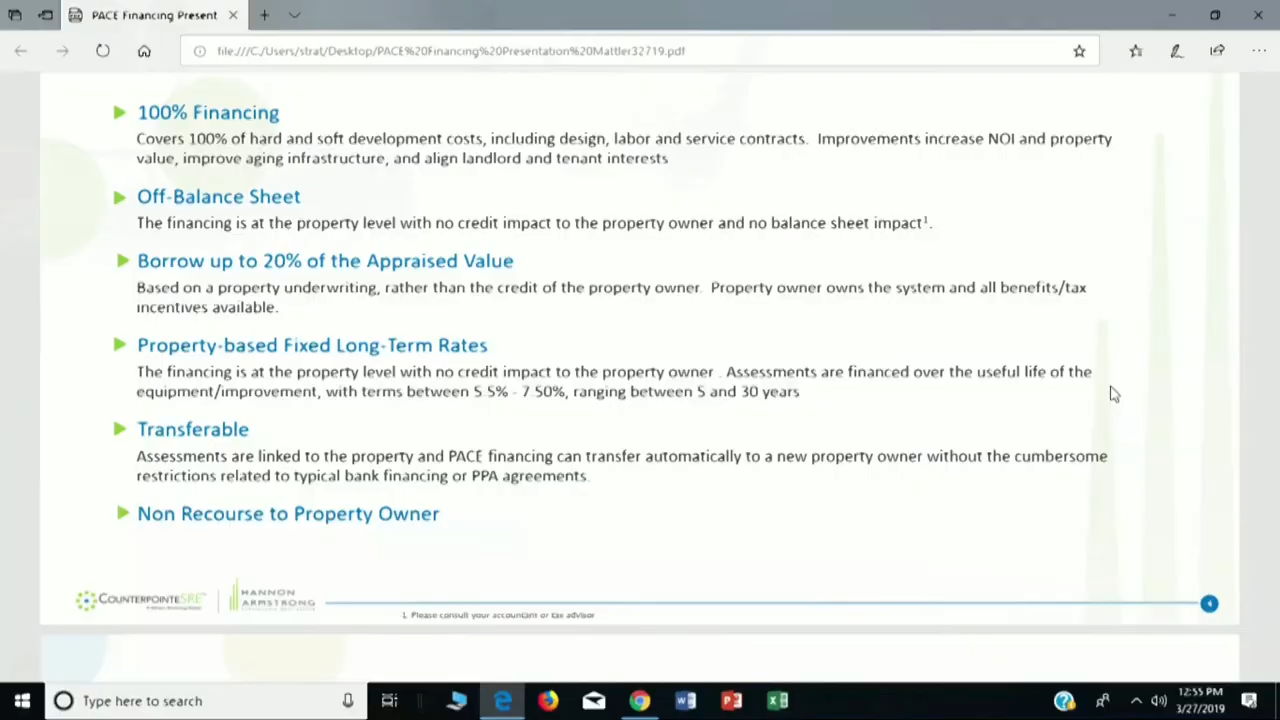 PACE Financing Present
file:///C:/Users/strat/Desktop/PACE%20Financing%20Presentation%20Mattler32719.pdf
100% Financing
Covers 100% of hard and soft development costs, including design, labor and service contracts. Improvements increase NOI and property
value, improve aging infrastructure, and align landlord and tenant interests
Off-Balance Sheet
The financing is at the property level with no credit impact to the property owner and no balance sheet impact¹.
Borrow up to 20% of the Appraised Value
Based on a property underwriting, rather than the credit of the property owner. Property owner owns the system and all benefits/tax
incentives available.
Property-based Fixed Long-Term Rates
The financing is at the property level with no credit impact to the property owner . Assessments are financed over the useful life of the
equipment/improvement, with terms between 5.5% - 7.50%, ranging between 5 and 30 years
Transferable
Assessments are linked to the property and PACE financing can transfer automatically to a new property owner without the cumbersome
restrictions related to typical bank financing or PPA agreements.
Non Recourse to Property Owner
COUNTERPOINTESRE
HANNON
ARMSTRONG
1. Please consult your accountant or tax advisor
4
Type here to search
12:55 PM
3/27/2019